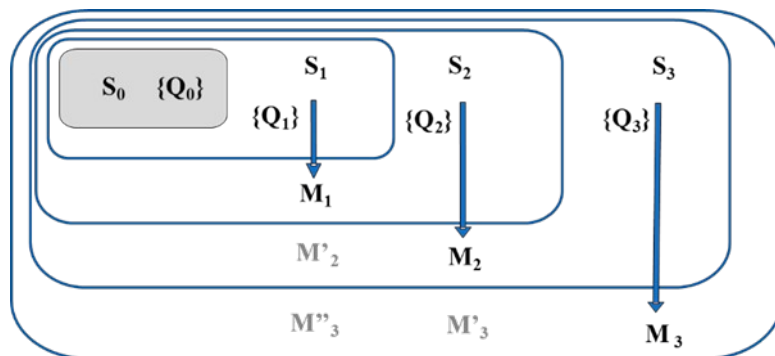 S₀ {Q₀} S₁ S₂ S₃
{Q₁} {Q₂} {Q₃}
M₁
M’₂ M₂
M’’₃ M’₃ M₃